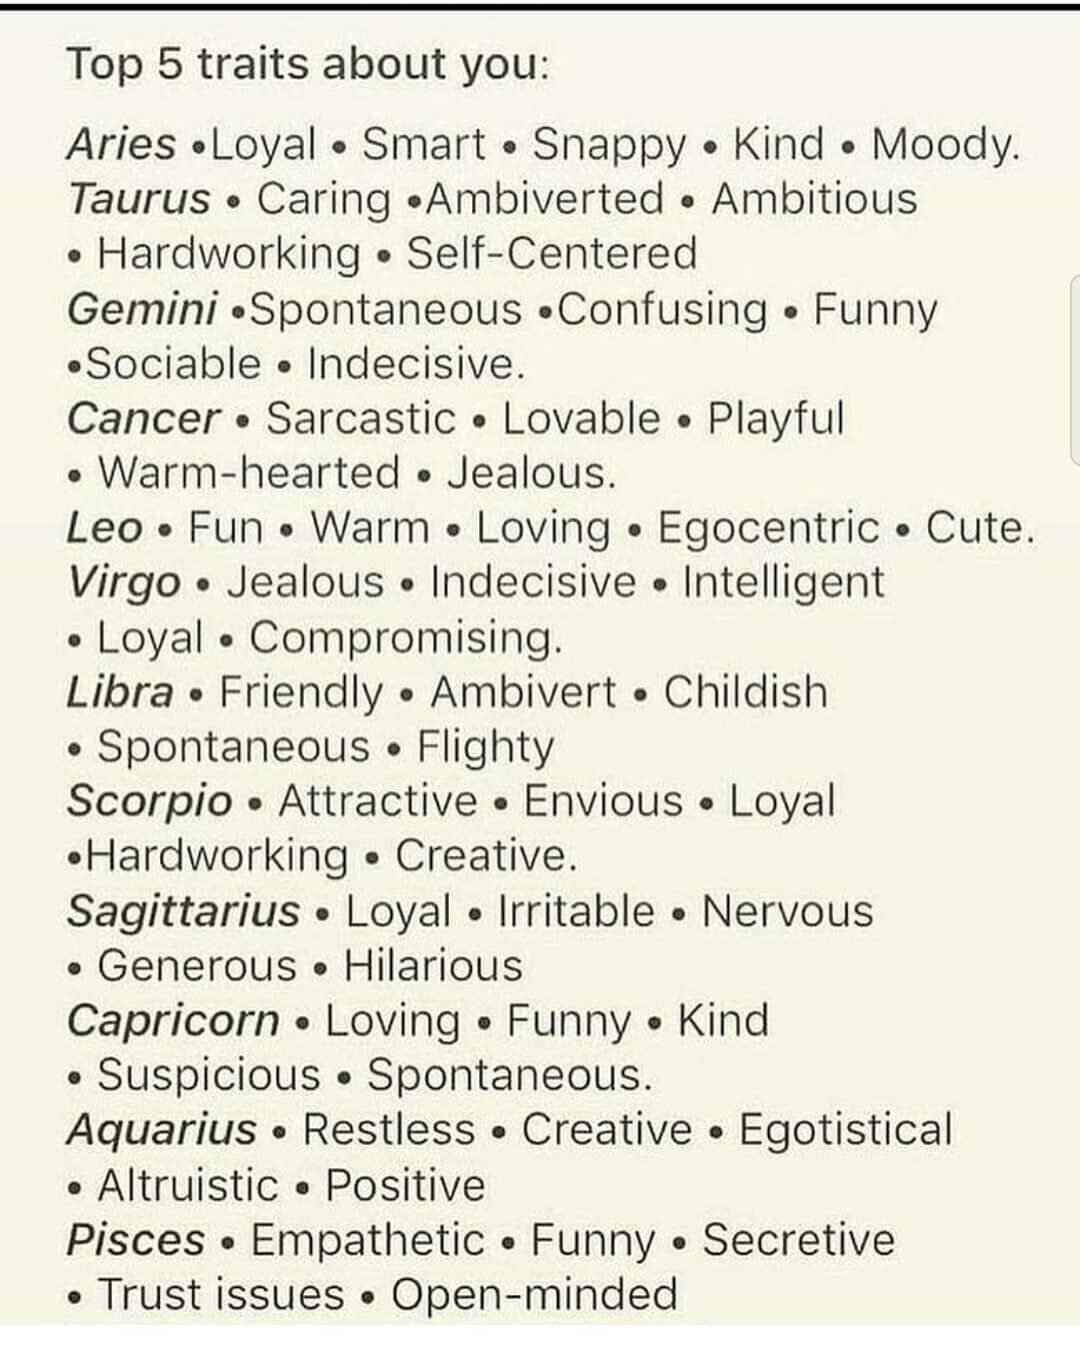 Top 5 traits about you:
Aries •Loyal • Smart • Snappy • Kind • Moody.
Taurus • Caring •Ambiverted • Ambitious
• Hardworking • Self-Centered
Gemini •Spontaneous •Confusing • Funny
•Sociable • Indecisive.
Cancer • Sarcastic • Lovable • Playful
• Warm-hearted • Jealous.
Leo • Fun • Warm • Loving • Egocentric • Cute.
Virgo • Jealous • Indecisive • Intelligent
• Loyal • Compromising.
Libra • Friendly • Ambivert • Childish
• Spontaneous • Flighty
Scorpio • Attractive • Envious • Loyal
•Hardworking • Creative.
Sagittarius • Loyal • Irritable • Nervous
• Generous • Hilarious
Capricorn • Loving • Funny • Kind
• Suspicious • Spontaneous.
Aquarius • Restless • Creative • Egotistical
• Altruistic • Positive
Pisces • Empathetic • Funny • Secretive
• Trust issues • Open-minded